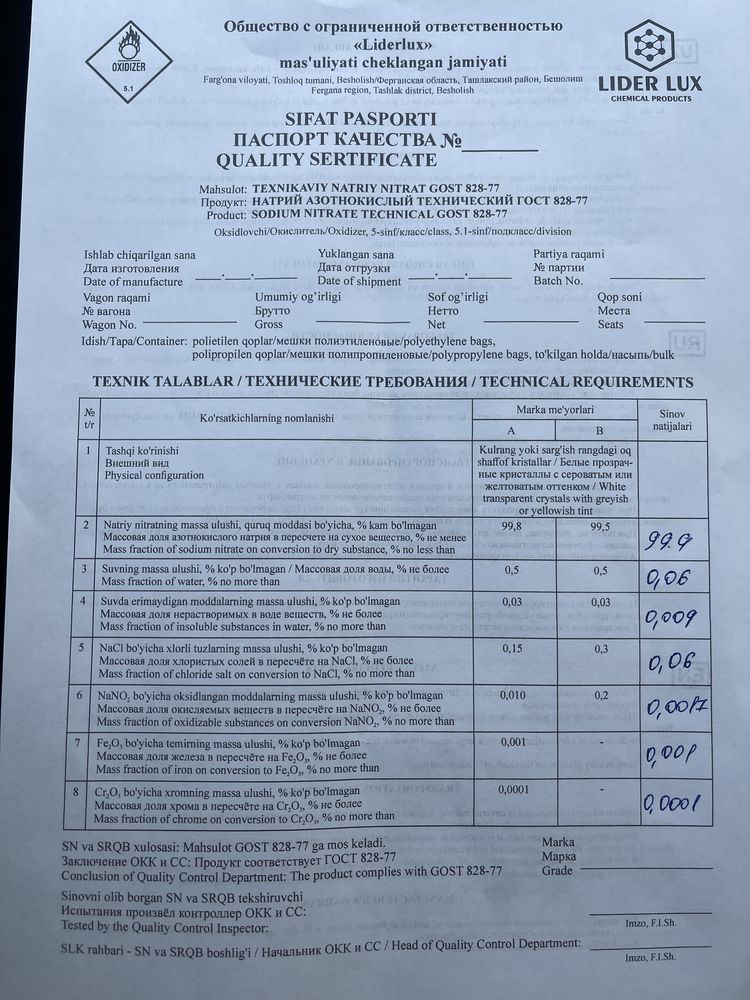 OXIDIZER
5.1
Общество с ограниченной ответственностью
«Liderlux»
mas'uliyati cheklangan jamiyati
Farg'ona viloyati, Toshloq tumani, Besholish/Ферганская область, Ташлакский район, Бешолиш
Fergana region, Tashlak district, Besholish
LIDER LUX
CHEMICAL PRODUCTS
SIFAT PASPORTI
ПАСПОРТ КАЧЕСТВА №
QUALITY SERTIFICATE
Mahsulot: TEXNIKAVIY NATRIY NITRAT GOST 828-77
Продукт: НАТРИЙ АЗОТНОКИСЛЫЙ ТЕХНИЧЕСКИЙ ГОСТ 828-77
Product: SODIUM NITRATE TECHNICAL GOST 828-77
Oksidlovchi/Окислитель/Oxidizer, 5-sinf/класс/class, 5.1-sinf/подкласс/division
Ishlab chiqarilgan sana
Дата изготовления
Date of manufacture
Yuklangan sana
Дата отгрузки
Date of shipment
Partiya raqami
№ партии
Batch No.
Vagon raqami
№ вагона
Wagon No.
Umumiy og'irligi
Брутто
Gross
Sof og'irligi
Нетто
Net
Qop soni
Места
Seats
Idish/Тара/Container: polietilen qoplar/мешки полиэтиленовые/polyethylene bags,
polipropilen qoplar/мешки полипропиленовые/polypropylene bags, to'kilgan holda/насыпь/bulk
TEXNIK TALABLAR / ТЕХНИЧЕСКИЕ ТРЕБОВАНИЯ / TECHNICAL REQUIREMENTS
№
t/r
Ko'rsatkichlarning nomlanishi
Marka me'yorlari
A
B
Sinov
natijalari
1
Tashqi ko'rinishi
Внешний вид
Physical configuration
Kulrang yoki sarg'ish rangdagi oq
shaffof kristallar / Белые прозрач-
ные кристаллы с сероватым или
желтоватым оттенком / White
transparent crystals with greyish
or yellowish tint
2
Natriy nitratning massa ulushi, quruq moddasi bo'yicha, % kam bo'lmagan
Массовая доля азотнокислого натрия в пересчете на сухое вещество, % не менее
Mass fraction of sodium nitrate on conversion to dry substance, % no less than
99,8
99,5
99.9
3
Suvning massa ulushi, % ko'p bo'lmagan / Массовая доля воды, % не более
Mass fraction of water, % no more than
0,5
0,5
0,06
4
Suvda erimaydigan moddalarning massa ulushi, % ko'p bo'lmagan
Массовая доля нерастворимых в воде веществ, % не более
Mass fraction of insoluble substances in water, % no more than
0,03
0,03
0,009
5
NaCl bo'yicha xlorli tuzlarning massa ulushi, % ko'p bo'lmagan
Массовая доля хлористых солей в пересчёте на NaCl, % не более
Mass fraction of chloride salt on conversion to NaCl, % no more than
0,15
0,3
0,06
6
NaNO₂ bo'yicha oksidlangan moddalarning massa ulushi, % ko'p bo'lmagan
Массовая доля окисляемых веществ в пересчёте на NaNO₂, % не более
Mass fraction of oxidizable substances on conversion NaNO₂, % no more than
0,010
0,2
0,0017
7
Fe₂O₃ bo'yicha temirning massa ulushi, % ko'p bo'lmagan
Массовая доля железа в пересчёте на Fe₂O₃, % не более
Mass fraction of iron on conversion to Fe₂O₃, % no more than
0,001
-
0,001
8
Cr₂O₃ bo'yicha xromning massa ulushi, % ko'p bo'lmagan
Массовая доля хрома в пересчёте на Cr₂O₃, % не более
Mass fraction of chrome on conversion to Cr₂O₃, % no more than
0,0001
-
0,0001
SN va SRQB xulosasi: Mahsulot GOST 828-77 ga mos keladi.
Заключение ОКК и СС: Продукт соответствует ГОСТ 828-77
Conclusion of Quality Control Department: The product complies with GOST 828-77
Marka
Марка
Grade
Sinovni olib borgan SN va SRQB tekshiruvchi
Испытания произвёл контроллер ОКК и СС:
Tested by the Quality Control Inspector:
Imzo, F.I.Sh.
SLK rahbari - SN va SRQB boshlig'i / Начальник ОКК и СС / Head of Quality Control Department:
Imzo, F.I.Sh.